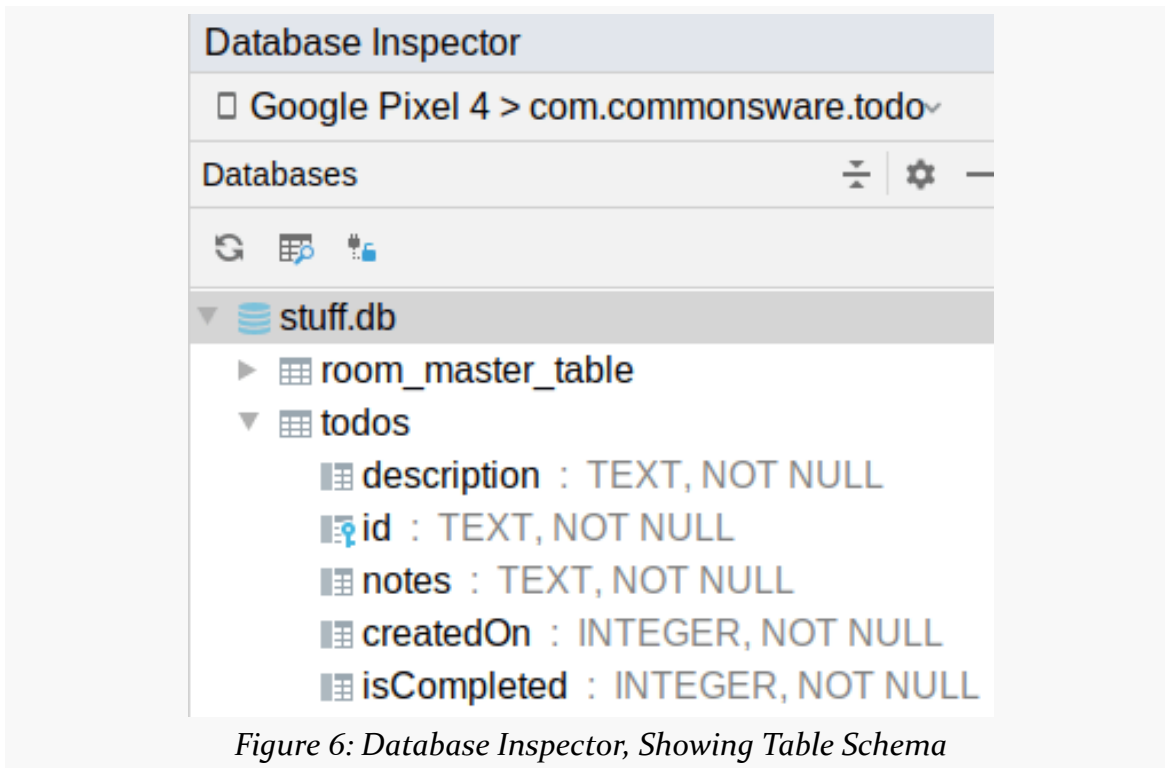 Database Inspector
Google Pixel 4 > com.commonsware.todo
Databases
stuff.db
room_master_table
todos
description : TEXT, NOT NULL
id : TEXT, NOT NULL
notes : TEXT, NOT NULL
createdOn : INTEGER, NOT NULL
isCompleted : INTEGER, NOT NULL
Figure 6: Database Inspector, Showing Table Schema